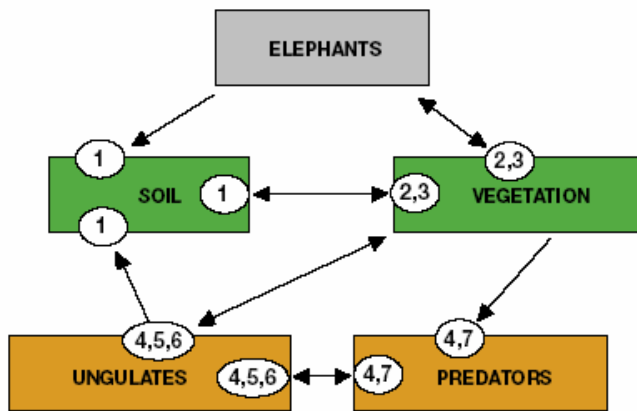 ELEPHANTS
1
2,3
SOIL
1
2,3
VEGETATION
1
4,5,6
4,7
UNGULATES
4,5,6
4,7
PREDATORS